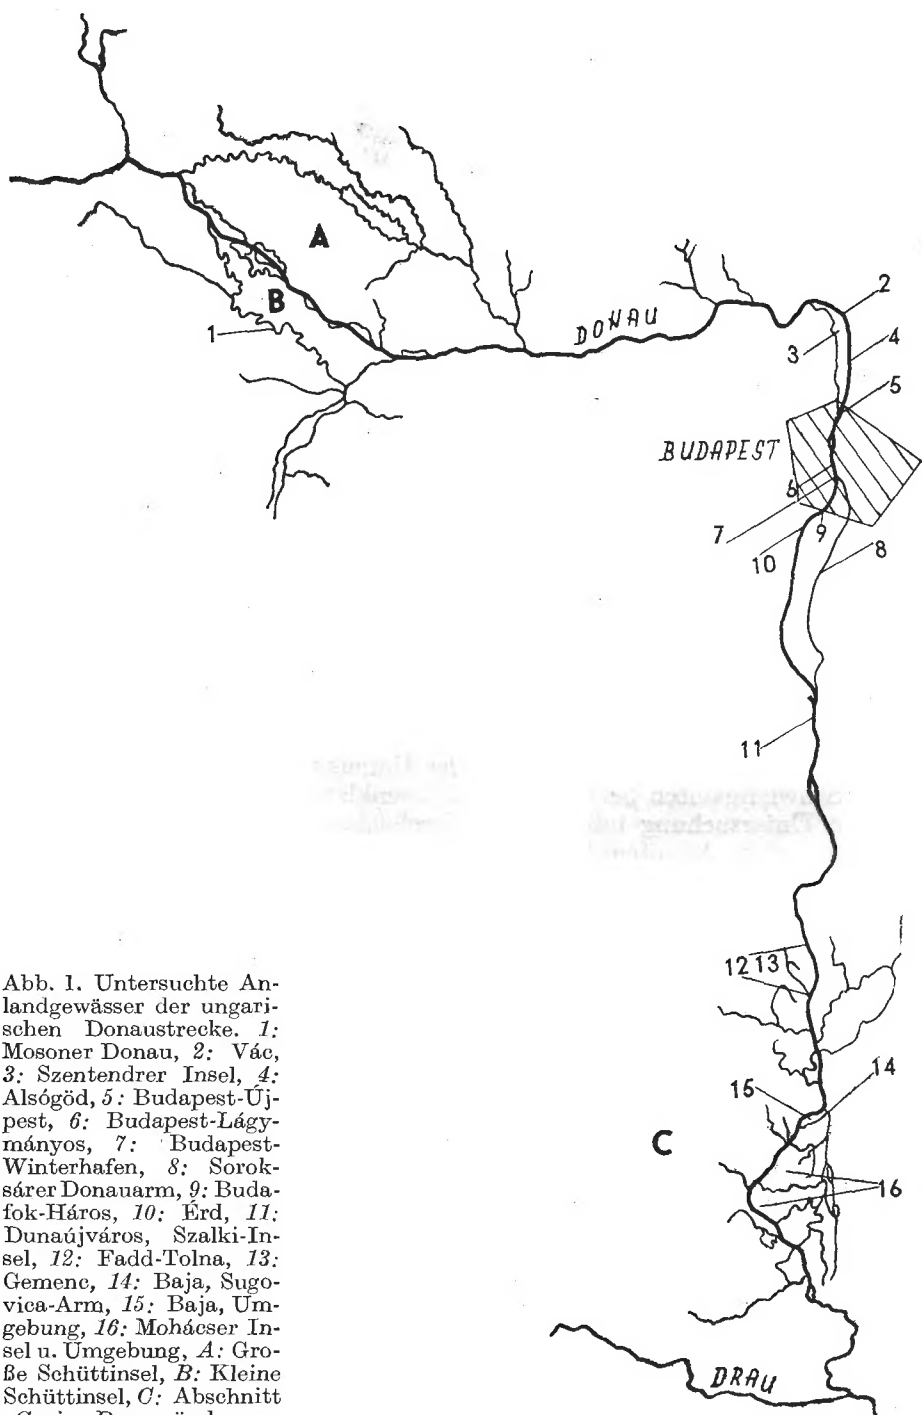 A
B
1
DONAU
2
3
4
5
BUDAPEST
6
7
9
10
8
11
12 13
14
15
C
16
DRAU
Abb. 1. Untersuchte An-
landgewässer der ungari-
schen Donaustrecke. 1:
Mosoner Donau, 2: Vác,
3: Szentendrer Insel, 4:
Alsógöd, 5: Budapest-Új-
pest, 6: Budapest-Lágy-
mányos, 7: Budapest-
Winterhafen, 8: Sorok-
sárer Donauarm, 9: Buda-
fok-Háros, 10: Érd, 11:
Dunaújváros, Szalki-In-
sel, 12: Fadd-Tolna, 13:
Gemenc, 14: Baja, Sugo-
vica-Arm, 15: Baja, Um-
gebung, 16: Mohácser In-
sel u. Umgebung, A: Gro-
ße Schüttinsel, B: Kleine
Schüttinsel, C: Abschnitt